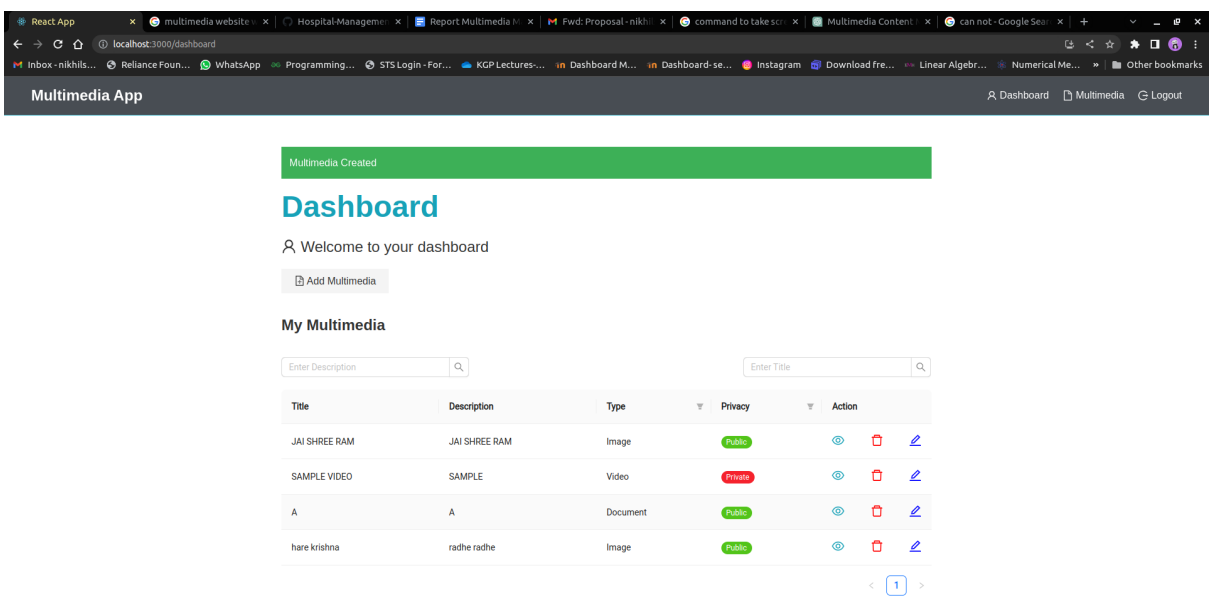 React App multimedia website Hospital-Managemen Report Multimedia M Fwd: Proposal - nikhil command to take scr Multimedia Content can not - Google Sear
localhost:3000/dashboard
Inbox - nikhils... Reliance Foun... WhatsApp Programming... STS Login - For... KGP Lectures-... Dashboard M... Dashboard-se... Instagram Download fre... Linear Algebr... Numerical Me... » Other bookmarks
Multimedia App Dashboard Multimedia Logout
Multimedia Created
Dashboard
Welcome to your dashboard
Add Multimedia
My Multimedia
Enter Description Enter Title
Title Description Type Privacy Action
JAI SHREE RAM JAI SHREE RAM Image Public
SAMPLE VIDEO SAMPLE Video Private
A A Document Public
hare krishna radhe radhe Image Public
< 1 >